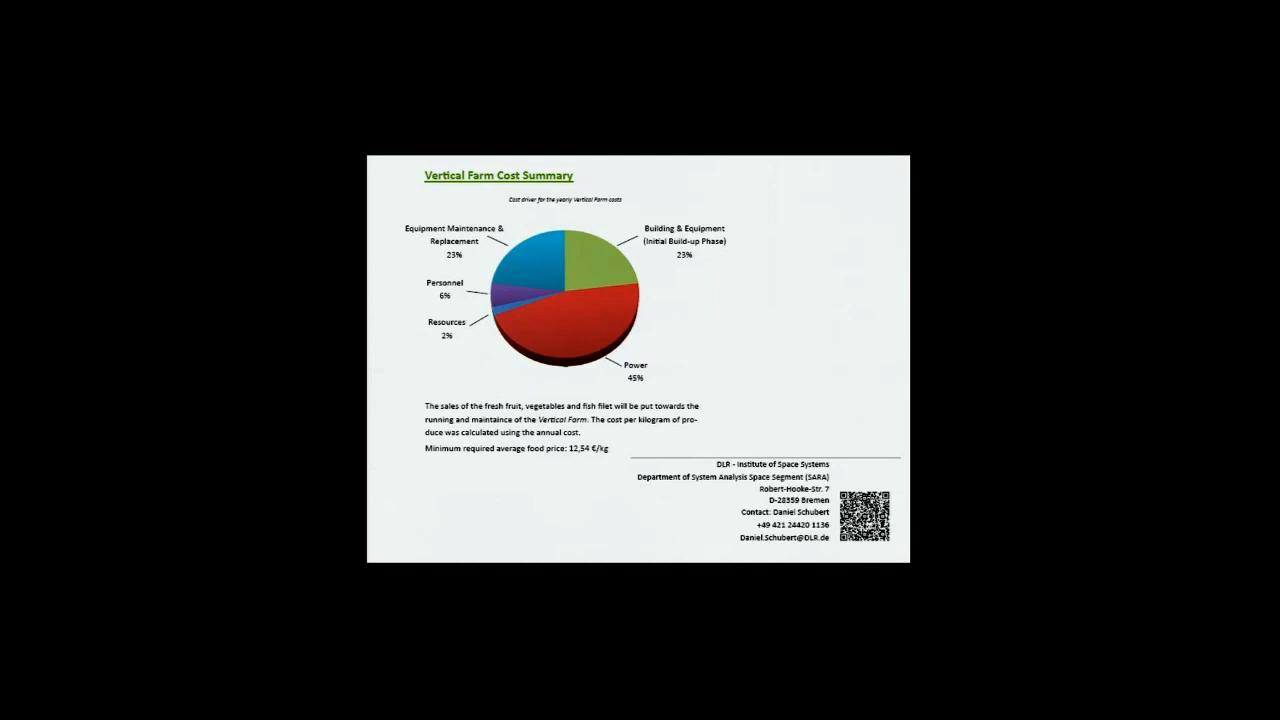 Vertical Farm Cost Summary
Cost driver for the yearly Vertical Farm costs
Equipment Maintenance &
Replacement
23%
Building & Equipment
(Initial Build-up Phase)
23%
Personnel
6%
Resources
2%
Power
45%
The sales of the fresh fruit, vegetables and fish filet will be put towards the
running and maintaince of the Vertical Farm. The cost per kilogram of pro-
duce was calculated using the annual cost.
Minimum required average food price: 12,54 €/kg
DLR - Institute of Space Systems
Department of System Analysis Space Segment (SARA)
Robert-Hooke-Str. 7
D-28359 Bremen
Contact: Daniel Schubert
+49 421 24420 1136
Daniel.Schubert@DLR.de